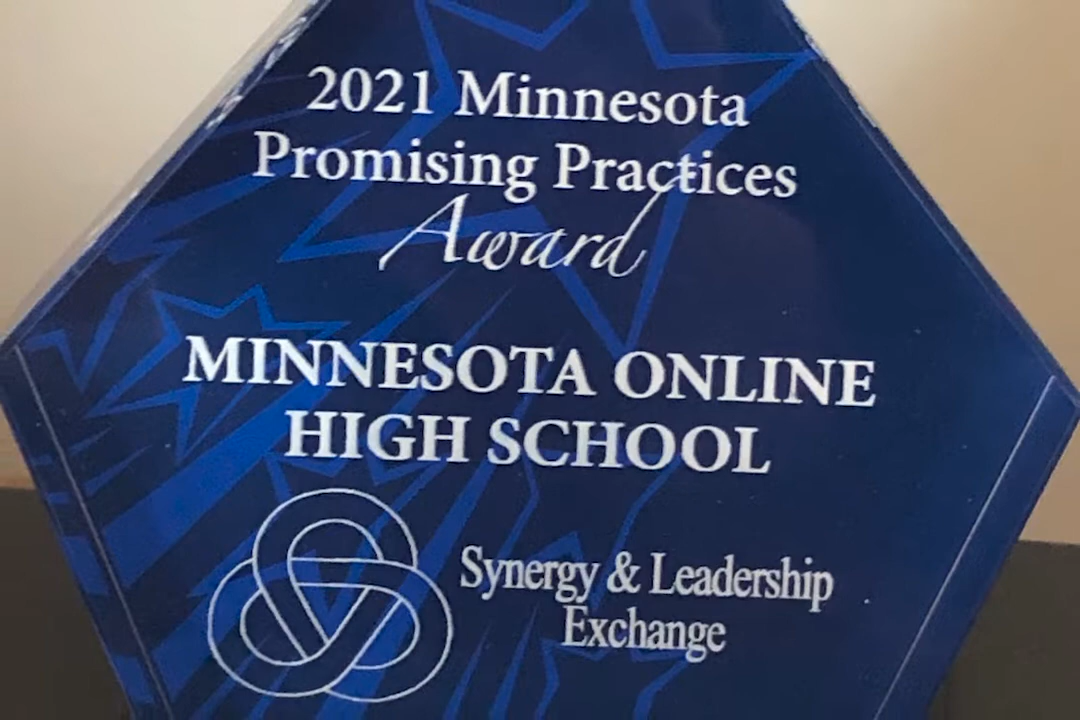 2021 Minnesota
Promising Practices
Award
MINNESOTA ONLINE
HIGH SCHOOL
Synergy & Leadership
Exchange